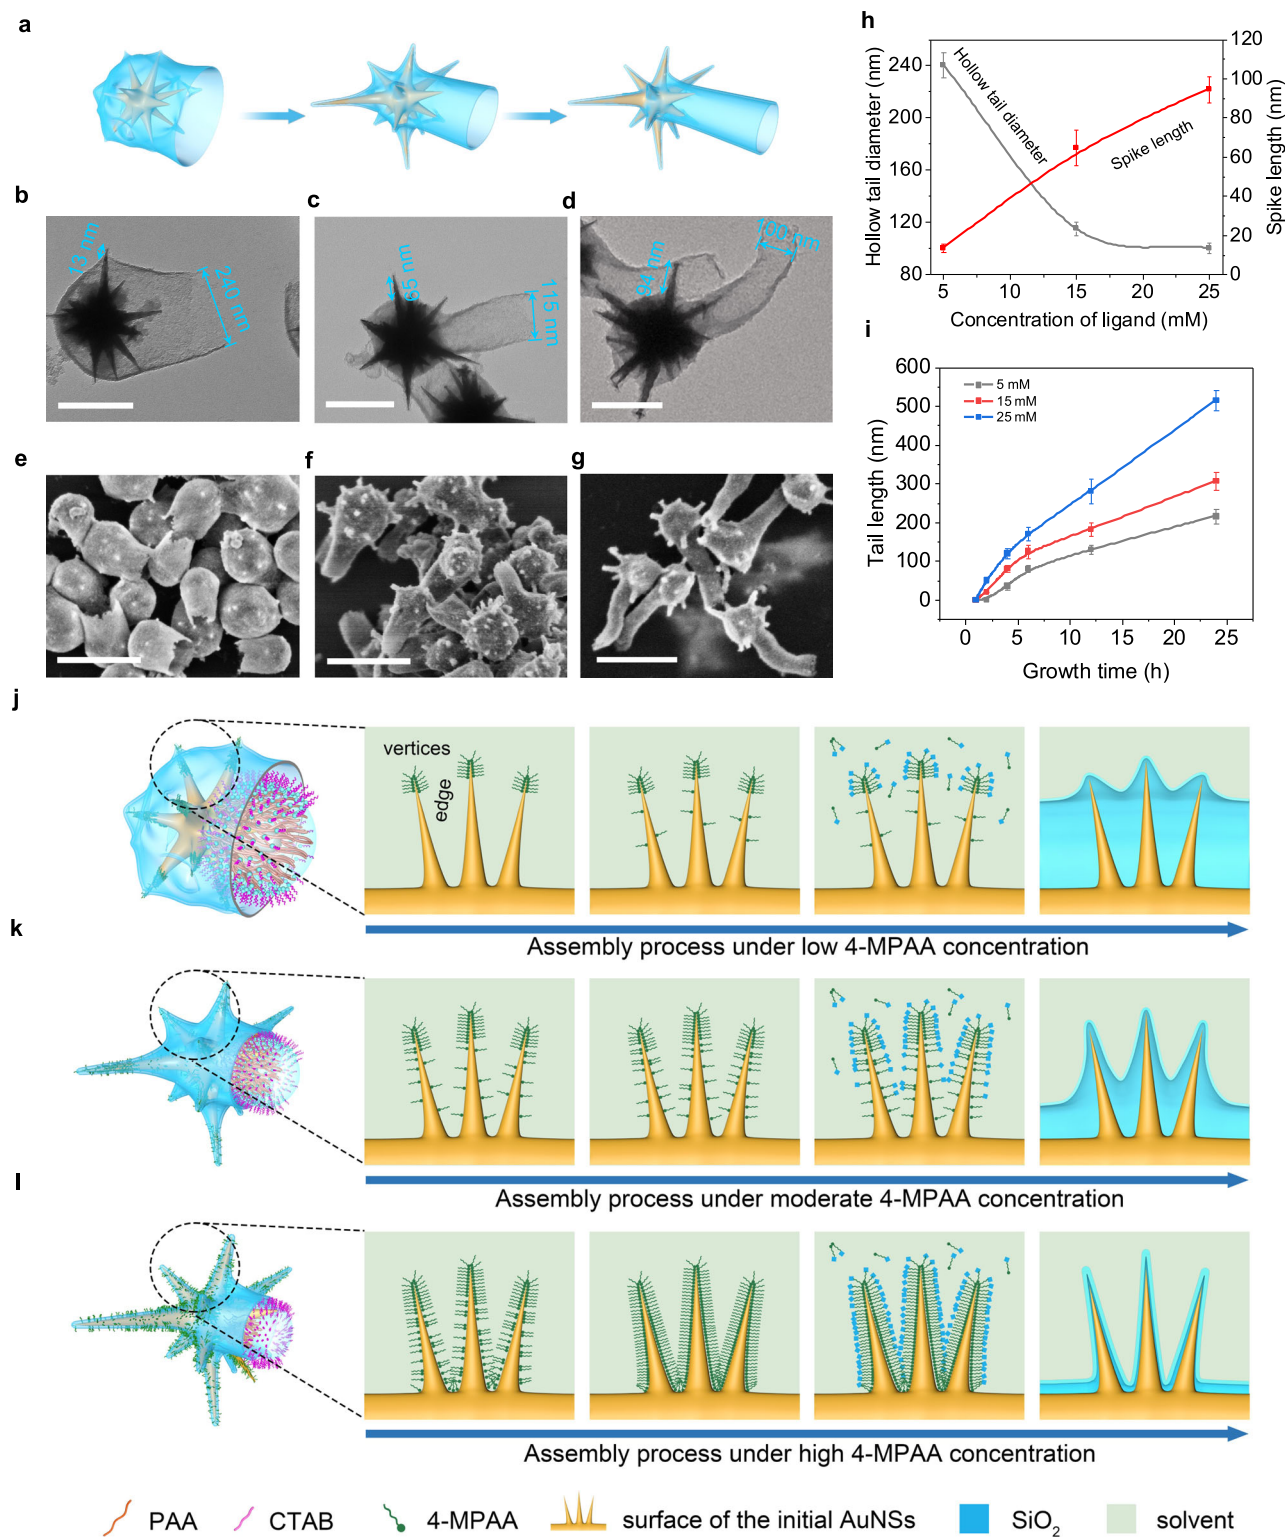 a
b
13 nm
240 nm
c
65 nm
115 nm
d
94 nm
100 nm
e
f
g
h
Hollow tail diameter (nm)
240
200
160
120
80
Hollow tail diameter
Spike length
120
100
80
60
40
20
0
Spike length (nm)
5
10
15
20
25
Concentration of ligand (mM)
i
Tail length (nm)
600
500
400
300
200
100
0
5 mM
15 mM
25 mM
0
5
10
15
20
25
Growth time (h)
j
vertices
edge
Assembly process under low 4-MPAA concentration
k
Assembly process under moderate 4-MPAA concentration
l
Assembly process under high 4-MPAA concentration
PAA
CTAB
4-MPAA
surface of the initial AuNSs
SiO₂
solvent